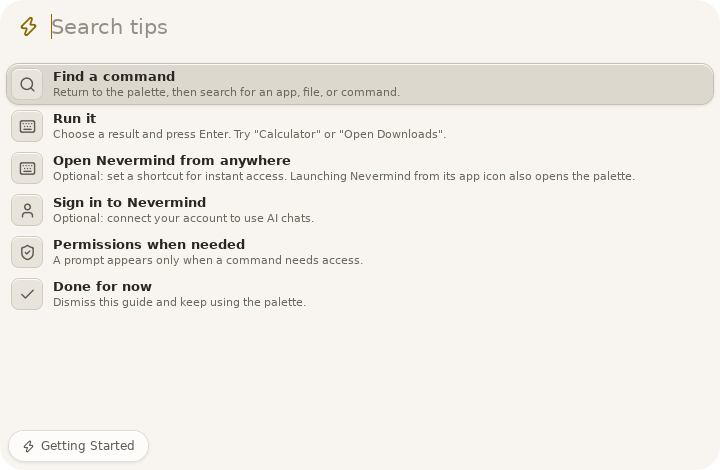 Search tips
Find a command
Return to the palette, then search for an app, file, or command.
Run it
Choose a result and press Enter. Try "Calculator" or "Open Downloads".
Open Nevermind from anywhere
Optional: set a shortcut for instant access. Launching Nevermind from its app icon also opens the palette.
Sign in to Nevermind
Optional: connect your account to use AI chats.
Permissions when needed
A prompt appears only when a command needs access.
Done for now
Dismiss this guide and keep using the palette.
Getting Started